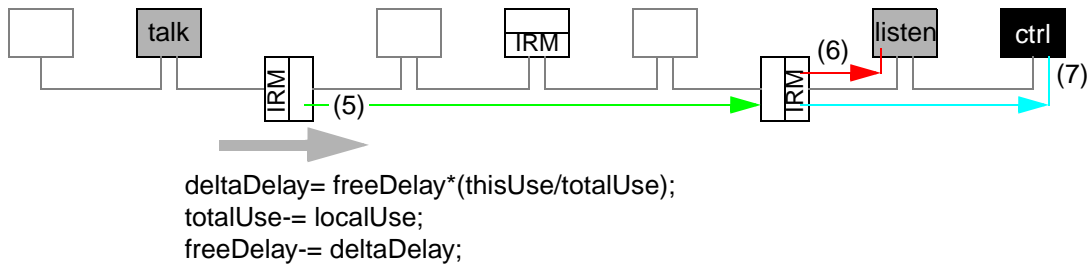 talk
IRM
listen
ctrl
(6)
(7)
IRM
(5)
IRM
deltaDelay= freeDelay*(thisUse/totalUse);
totalUse-= localUse;
freeDelay-= deltaDelay;